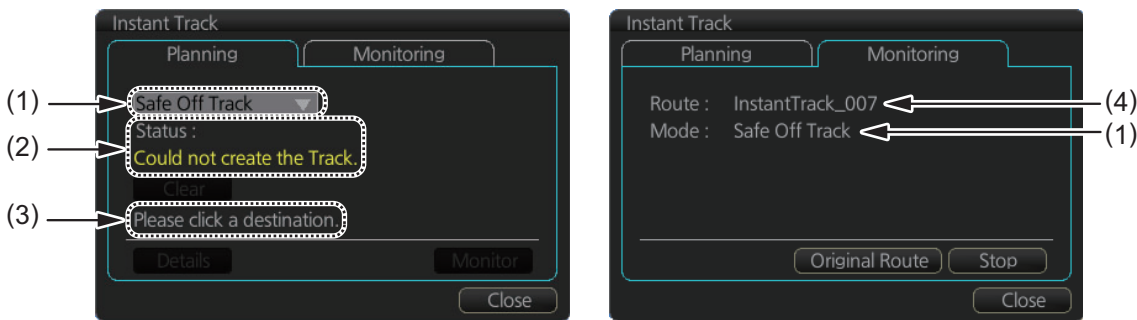 Instant Track
Planning
Monitoring
(1)
Safe Off Track
(2)
Status :
Could not create the Track.
Clear
(3)
Please click a destination.
Details
Monitor
Close
Instant Track
Planning
Monitoring
Route : InstantTrack_007
(4)
Mode : Safe Off Track
(1)
Original Route
Stop
Close